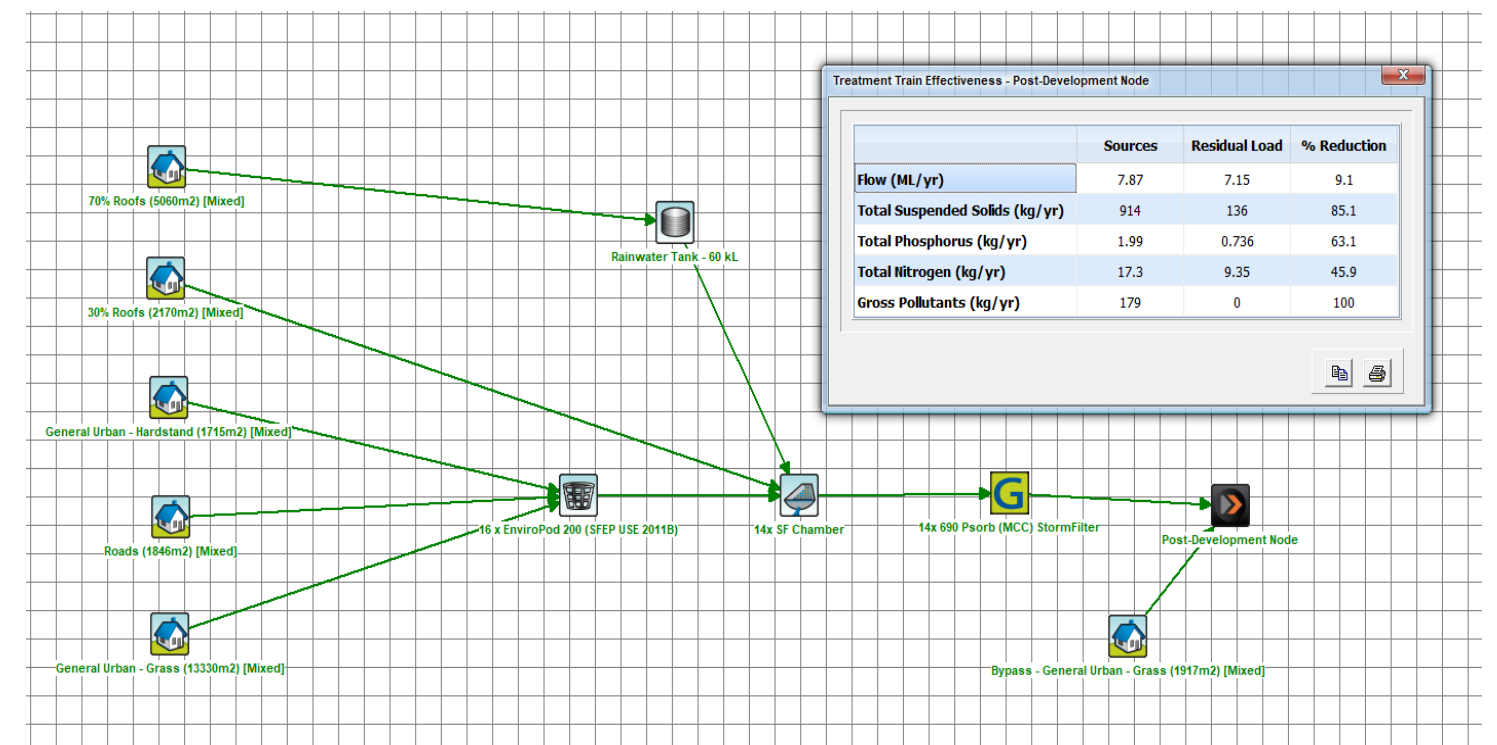 Treatment Train Effectiveness - Post-Development Node
X
Sources Residual Load % Reduction
Flow (ML/yr) 7.87 7.15 9.1
Total Suspended Solids (kg/yr) 914 136 85.1
Total Phosphorus (kg/yr) 1.99 0.736 63.1
Total Nitrogen (kg/yr) 17.3 9.35 45.9
Gross Pollutants (kg/yr) 179 0 100
70% Roofs (5060m2) [Mixed]
Rainwater Tank - 60 kL
30% Roofs (2170m2) [Mixed]
General Urban - Hardstand (1715m2) [Mixed]
Roads (1846m2) [Mixed]
16 x EnviroPod 200 (SFEP USE 2011B)
14x SF Chamber
G
14x 690 Psorb (MCC) StormFilter
Post-Development Node
General Urban - Grass (13330m2) [Mixed]
Bypass - General Urban - Grass (1917m2) [Mixed]